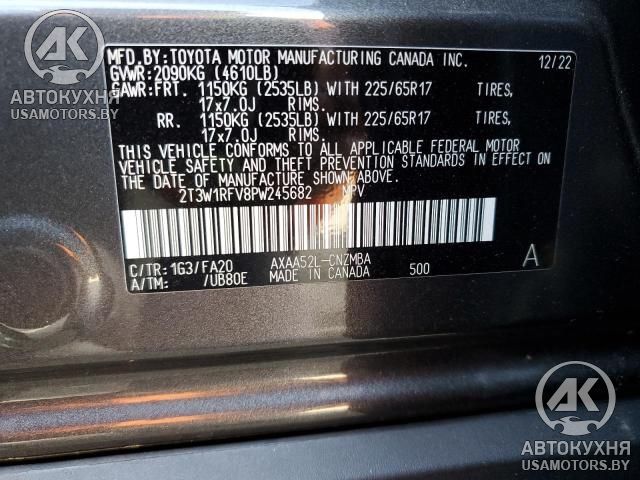 MFD.BY:TOYOTA MOTOR MANUFACTURING CANADA INC. 12/22
GVWR:2090KG (4610LB)
GAWR:FRT. 1150KG (2535LB) WITH 225/65R17 TIRES,
17x7.0J RIMS.
RR. 1150KG (2535LB) WITH 225/65R17 TIRES,
17x7.0J RIMS.
THIS VEHICLE CONFORMS TO ALL APPLICABLE FEDERAL MOTOR
VEHICLE SAFETY AND THEFT PREVENTION STANDARDS IN EFFECT ON
THE DATE OF MANUFACTURE SHOWN ABOVE.
2T3W1RFV8PW245682 MPV
C/TR:1G3/FA20 AXAA52L-CNZMBA A
A/TM: /UB80E MADE IN CANADA 500
АК
АВТОКУХНЯ
USAMOTORS.BY
АК
АВТОКУХНЯ
USAMOTORS.BY